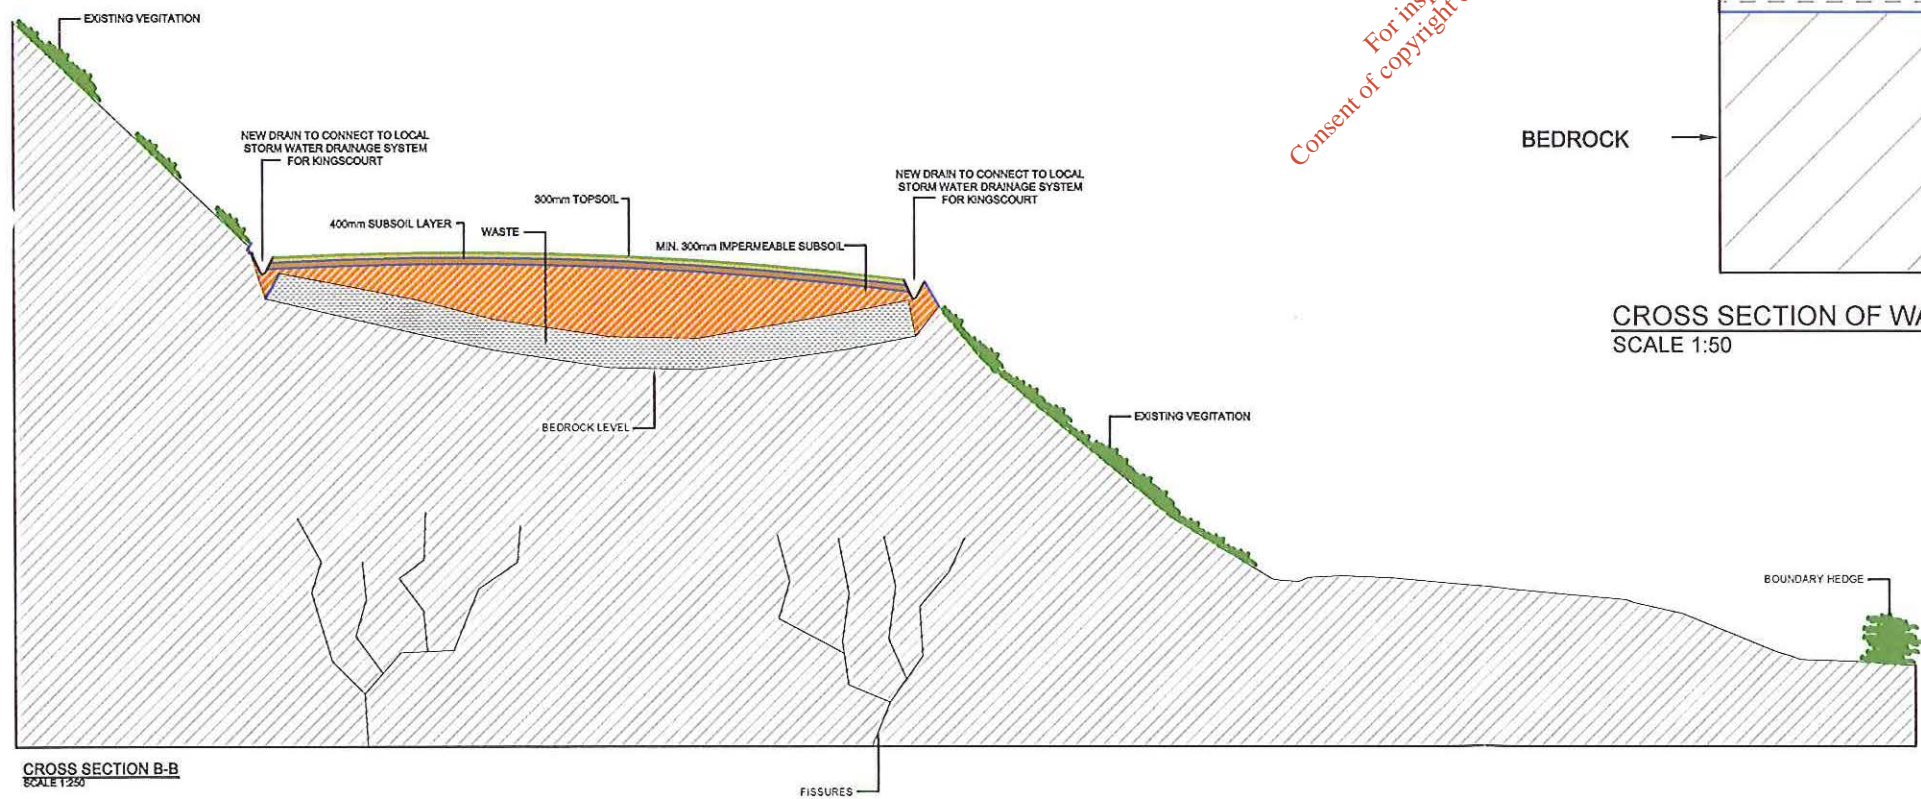 EXISTING VEGITATION
For insp
Consent of copyright
NEW DRAIN TO CONNECT TO LOCAL
STORM WATER DRAINAGE SYSTEM
FOR KINGSCOURT
BEDROCK
NEW DRAIN TO CONNECT TO LOCAL
STORM WATER DRAINAGE SYSTEM
FOR KINGSCOURT
300mm TOPSOIL
400mm SUBSOIL LAYER
WASTE
MIN. 300mm IMPERMEABLE SUBSOIL
CROSS SECTION OF WA
SCALE 1:50
EXISTING VEGITATION
BEDROCK LEVEL
BOUNDARY HEDGE
CROSS SECTION B-B
SCALE 1:250
FISSURES